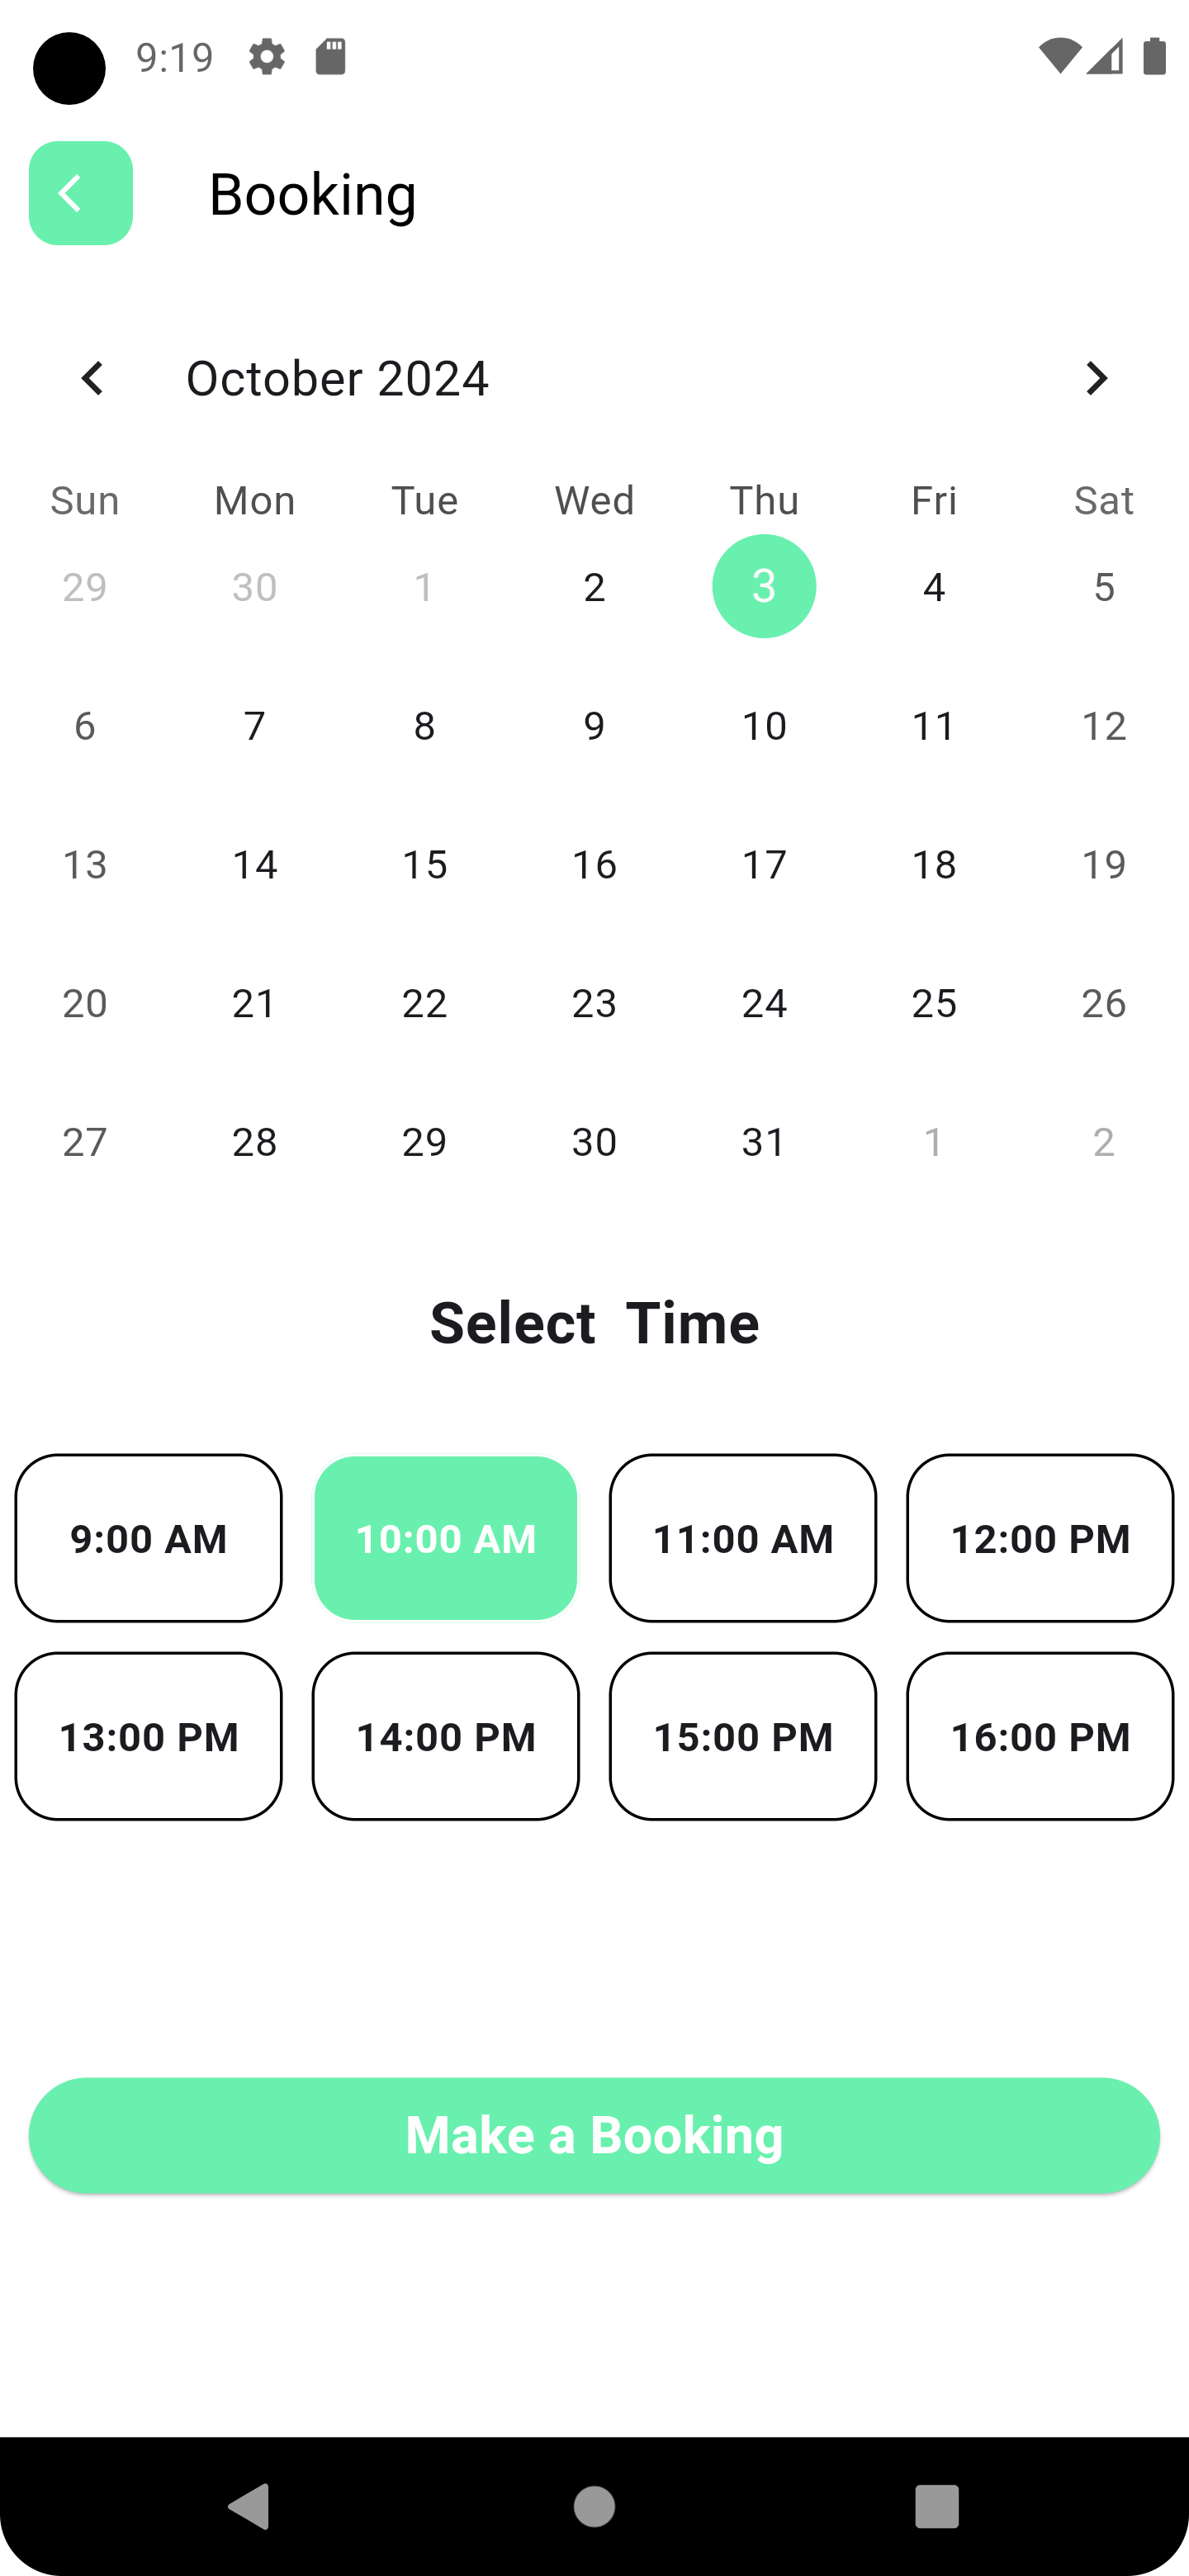 9:19
Booking
October 2024
Sun Mon Tue Wed Thu Fri Sat
29 30 1 2 3 4 5
6 7 8 9 10 11 12
13 14 15 16 17 18 19
20 21 22 23 24 25 26
27 28 29 30 31 1 2
Select Time
9:00 AM 10:00 AM 11:00 AM 12:00 PM
13:00 PM 14:00 PM 15:00 PM 16:00 PM
Make a Booking